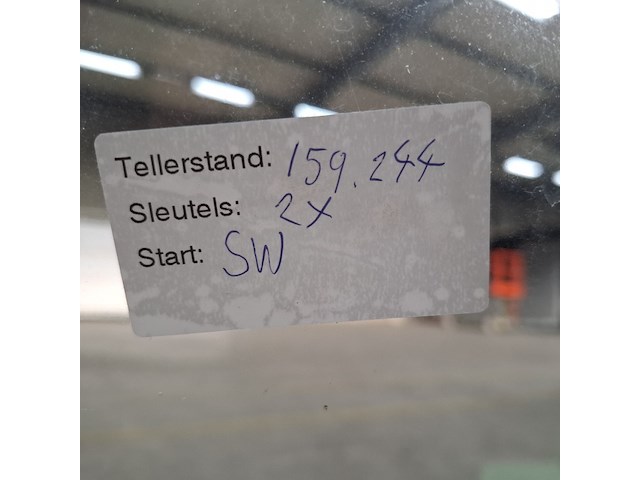 Tellerstand: 159.244
Sleutels: 2x
Start: SW